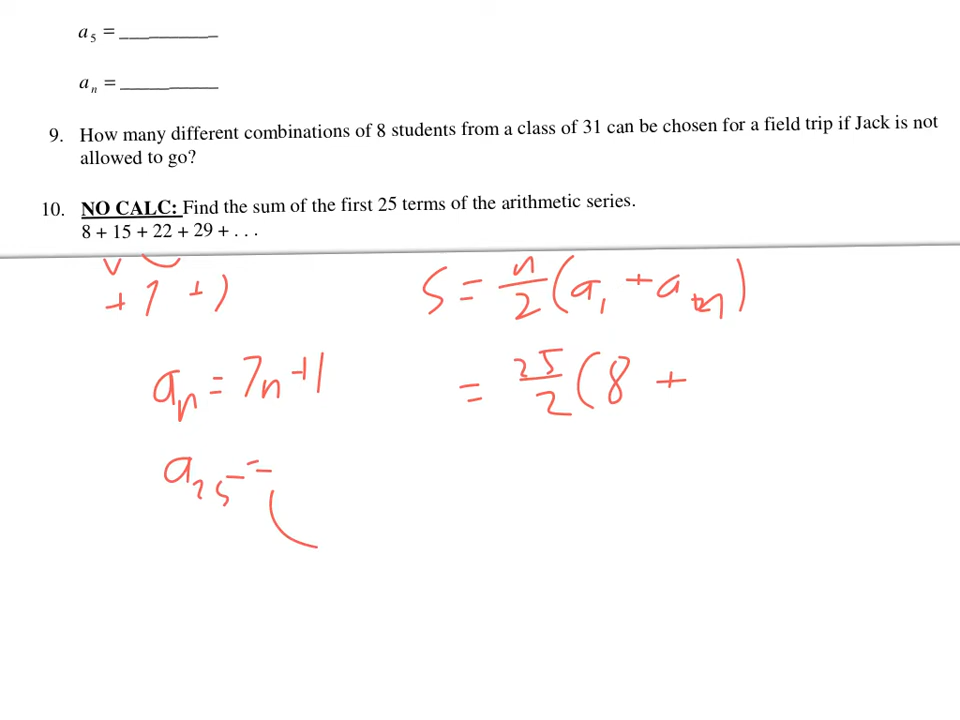 a₅ = _________
aₙ = _________
9. How many different combinations of 8 students from a class of 31 can be chosen for a field trip if Jack is not
allowed to go?
10. NO CALC: Find the sum of the first 25 terms of the arithmetic series.
8 + 15 + 22 + 29 + . . .
+7 +7 S = n/2 (a₁ + aₙ)
aₙ = 7n+1 = 25/2 (8 +
a₂₅ = (